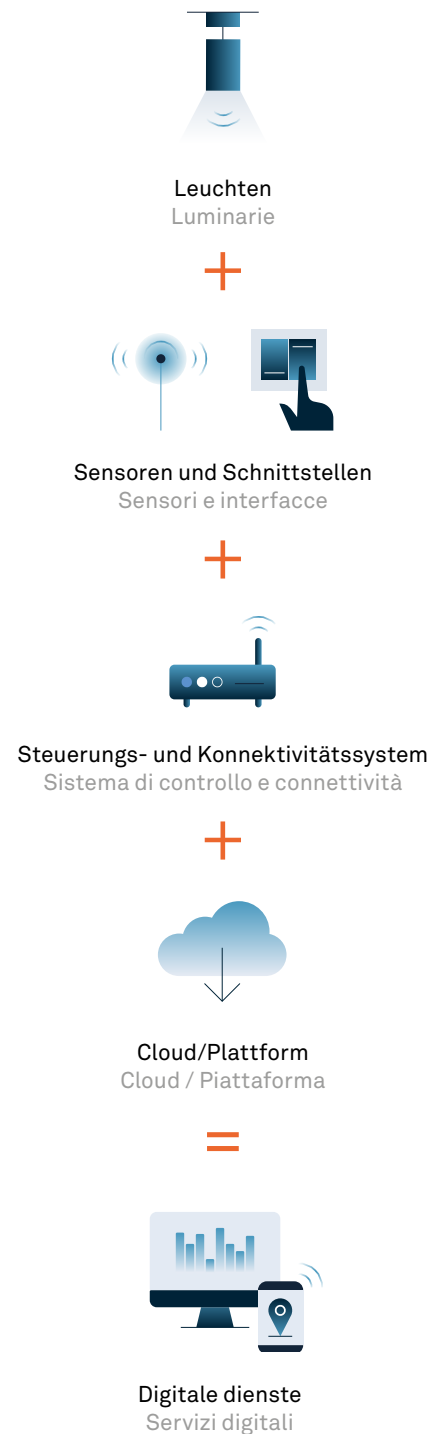 Leuchten
Luminarie
+
Sensoren und Schnittstellen
Sensori e interfacce
+
Steuerungs- und Konnektivitätssystem
Sistema di controllo e connettività
+
Cloud/Plattform
Cloud / Piattaforma
=
Digitale dienste
Servizi digitali